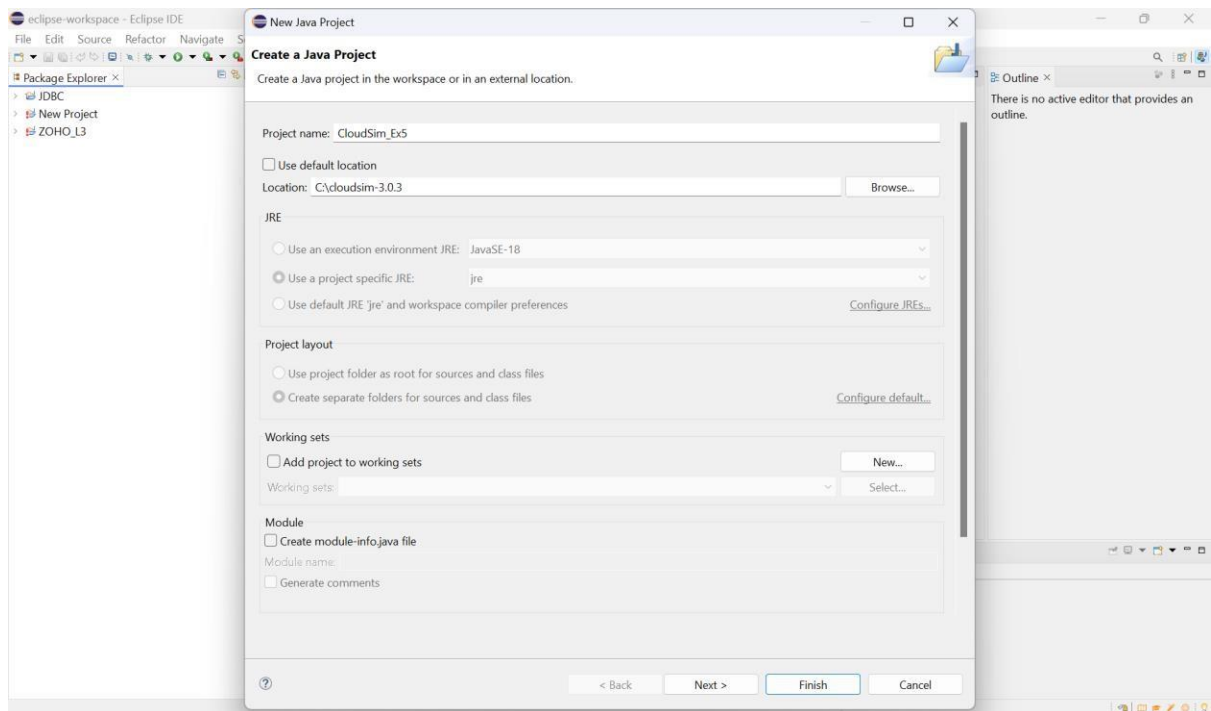 eclipse-workspace - Eclipse IDE
File Edit Source Refactor Navigate S
Package Explorer ×
JDBC
New Project
ZOHO_L3
New Java Project
Create a Java Project
Create a Java project in the workspace or in an external location.
Project name: CloudSim_Ex5
Use default location
Location: C:\cloudsim-3.0.3 Browse...
JRE
Use an execution environment JRE: JavaSE-18
Use a project specific JRE: jre
Use default JRE 'jre' and workspace compiler preferences Configure JREs...
Project layout
Use project folder as root for sources and class files
Create separate folders for sources and class files Configure default...
Working sets
Add project to working sets New...
Working sets: Select...
Module
Create module-info.java file
Module name:
Generate comments
< Back Next > Finish Cancel
Outline ×
There is no active editor that provides an
outline.